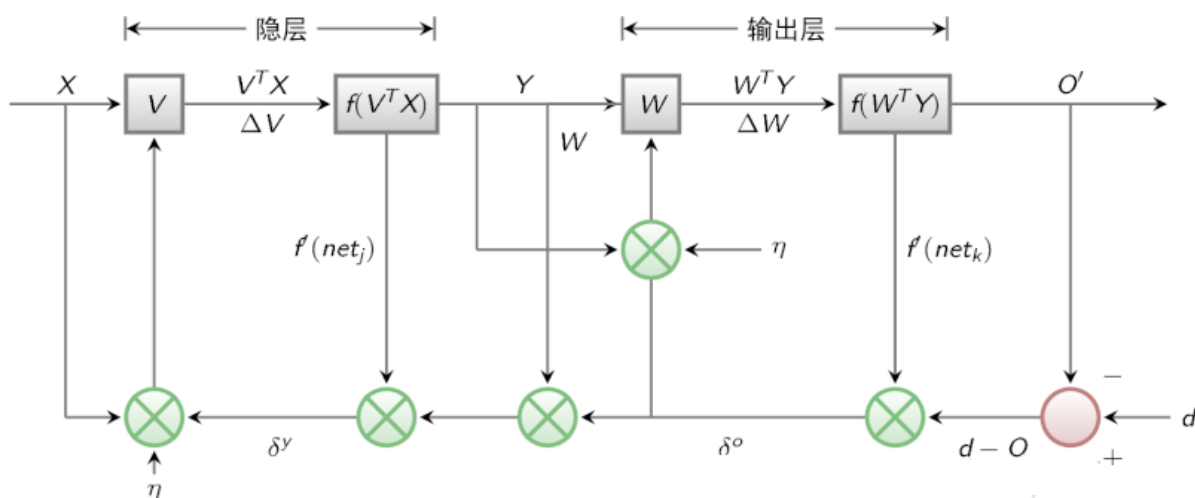 隐层
输出层
X
V
V^T X
ΔV
f(V^T X)
Y
W
W
W^T Y
ΔW
f(W^T Y)
O'
f'(net_j)
η
f'(net_k)
−
d
δ^y
δ^o
d − O
+
η